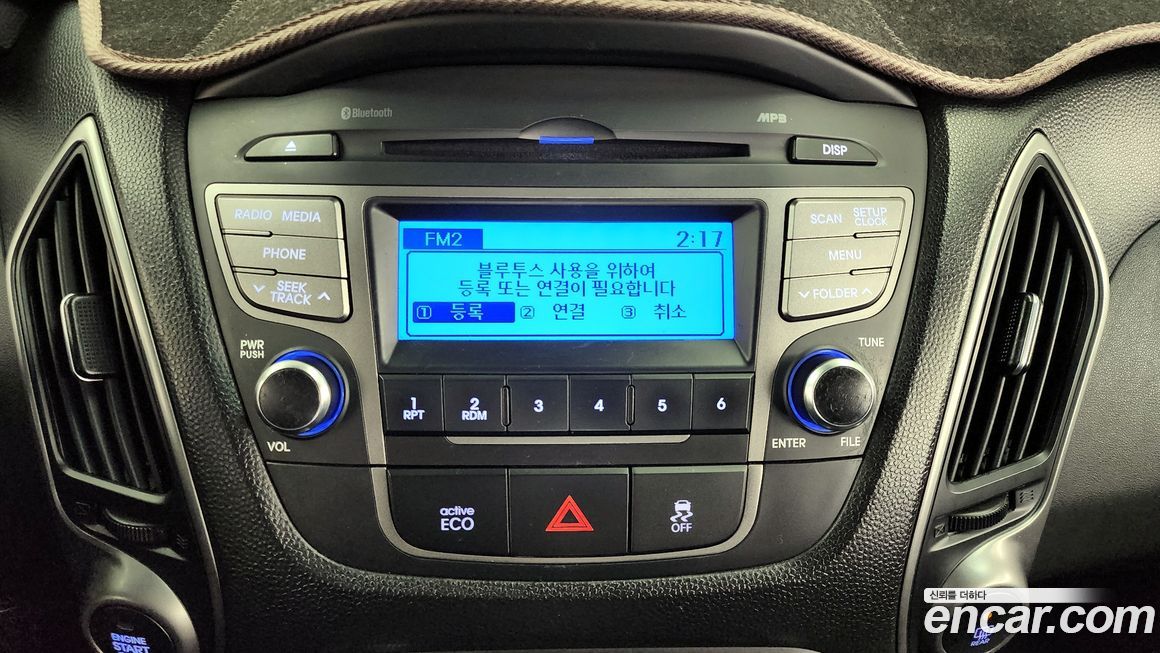 Bluetooth
MP3
DISP
RADIO MEDIA
SCAN SETUP CLOCK
PHONE
MENU
SEEK TRACK
FOLDER
FM2 2:17
블루투스 사용을 위하여
등록 또는 연결이 필요합니다
1 등록 2 연결 3 취소
PWR PUSH
TUNE
1 RPT 2 RDM 3 4 5 6
VOL
ENTER FILE
active ECO
OFF
ENGINE START
REAR
신뢰를 더하다
encar.com